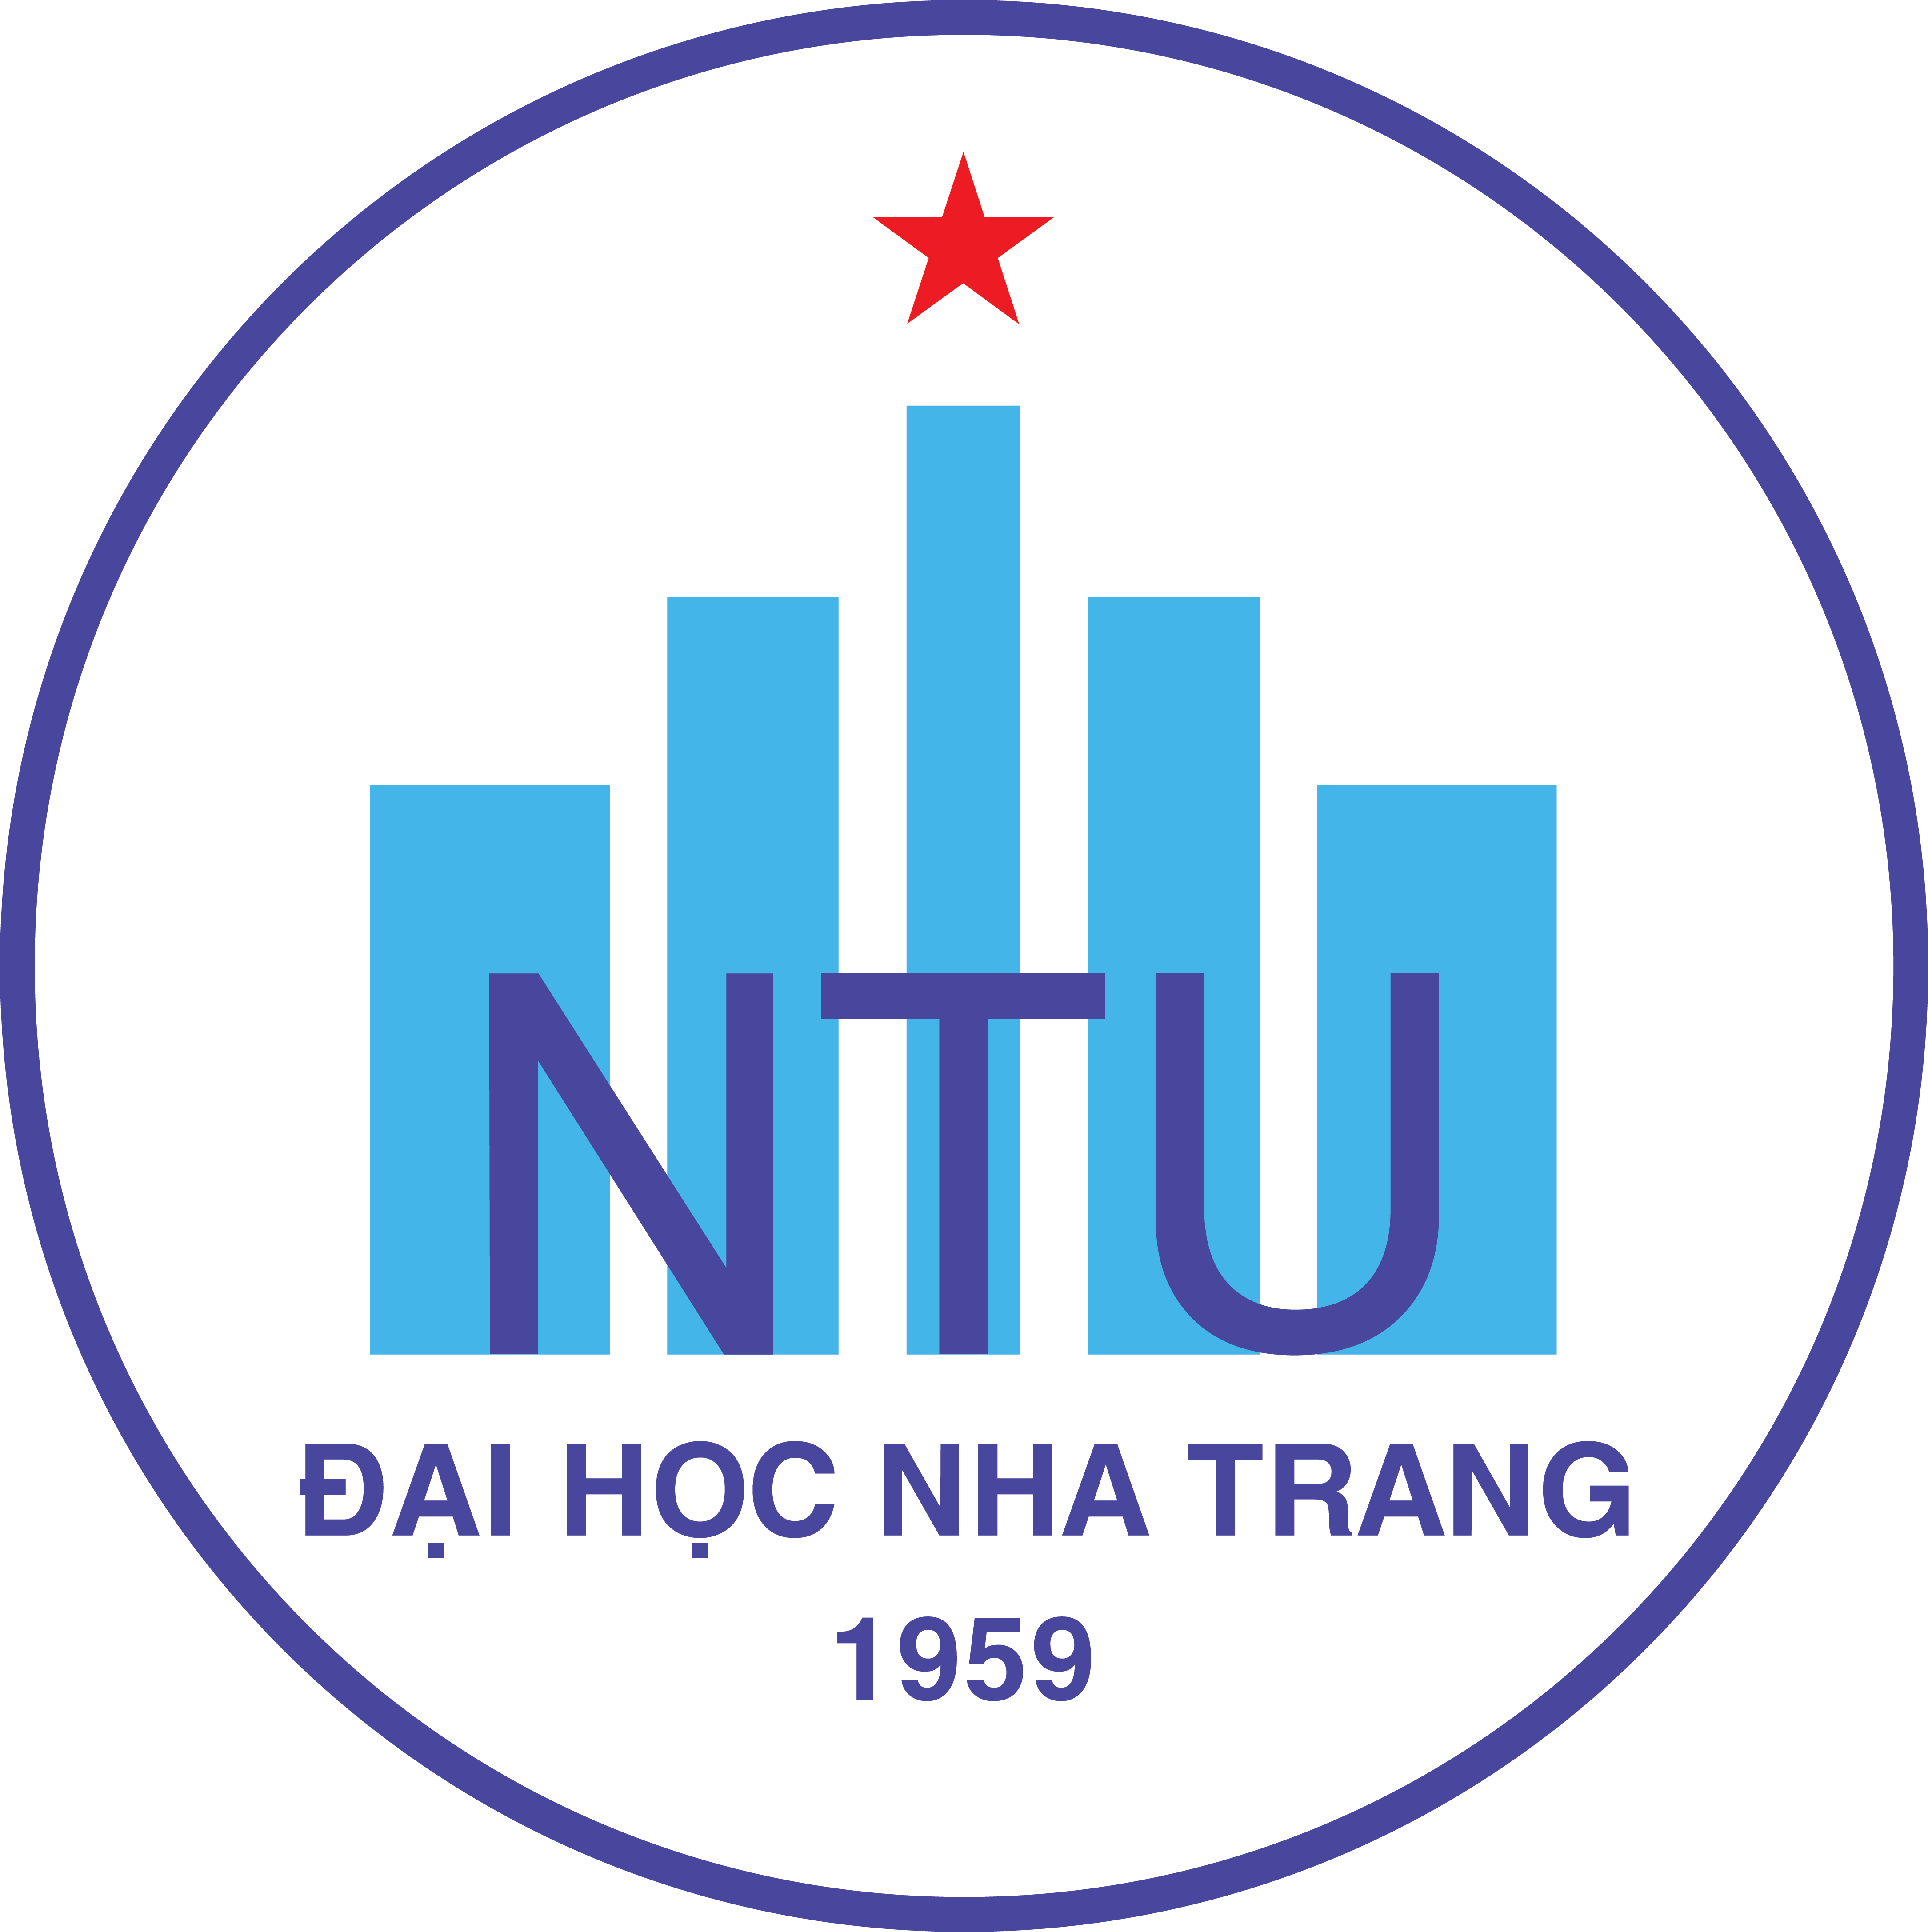 NTU
ĐẠI HỌC NHA TRANG
1959